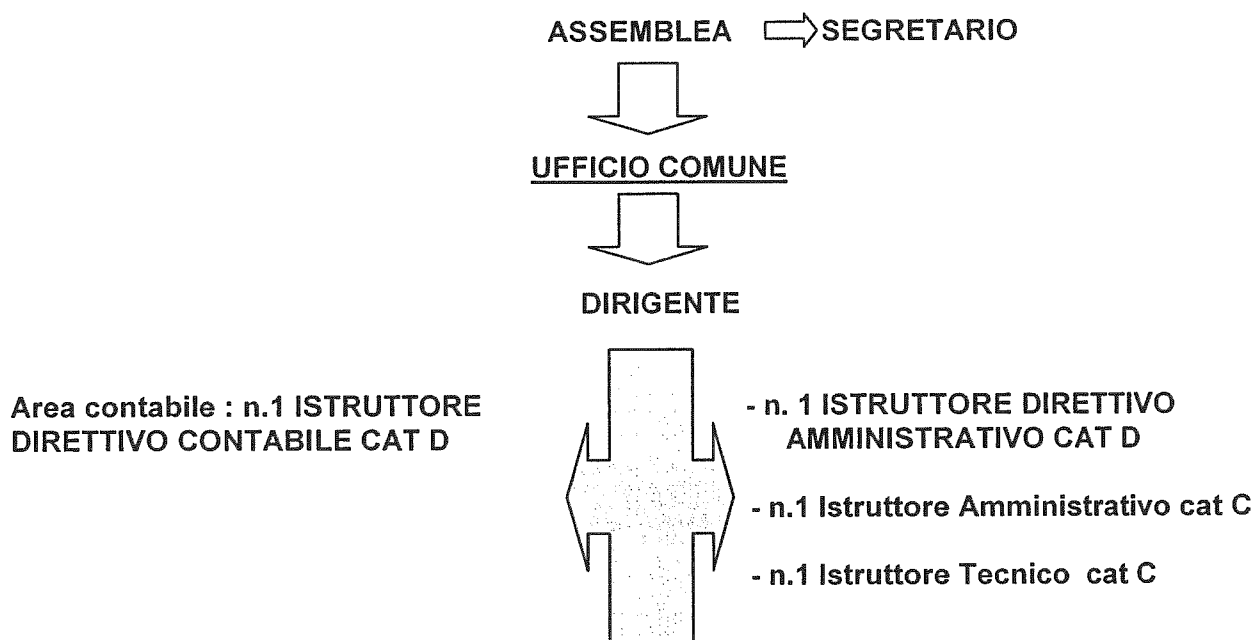 ASSEMBLEA SEGRETARIO
UFFICIO COMUNE
DIRIGENTE
Area contabile : n.1 ISTRUTTORE
DIRETTIVO CONTABILE CAT D
- n. 1 ISTRUTTORE DIRETTIVO
AMMINISTRATIVO CAT D
- n.1 Istruttore Amministrativo cat C
- n.1 Istruttore Tecnico cat C